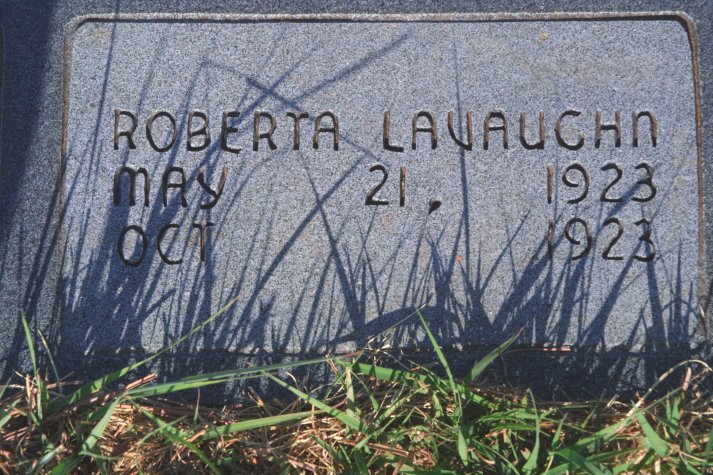 ROBERTA LAVAUGHN
MAY 21, 1923
OCT 1923